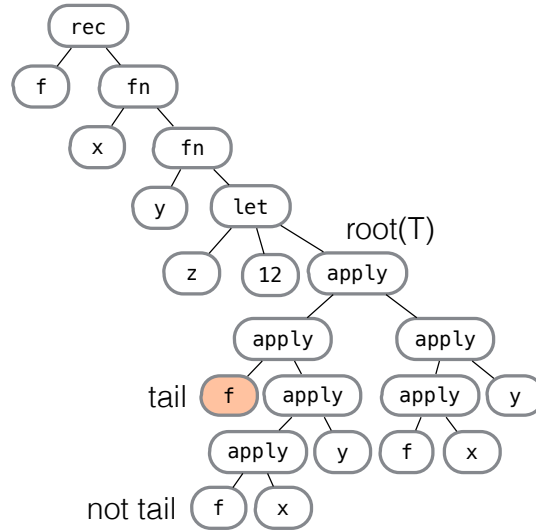 rec
f fn
x fn
y let
root(T)
z 12 apply
apply apply
tail f apply apply y
apply y f x
not tail f x